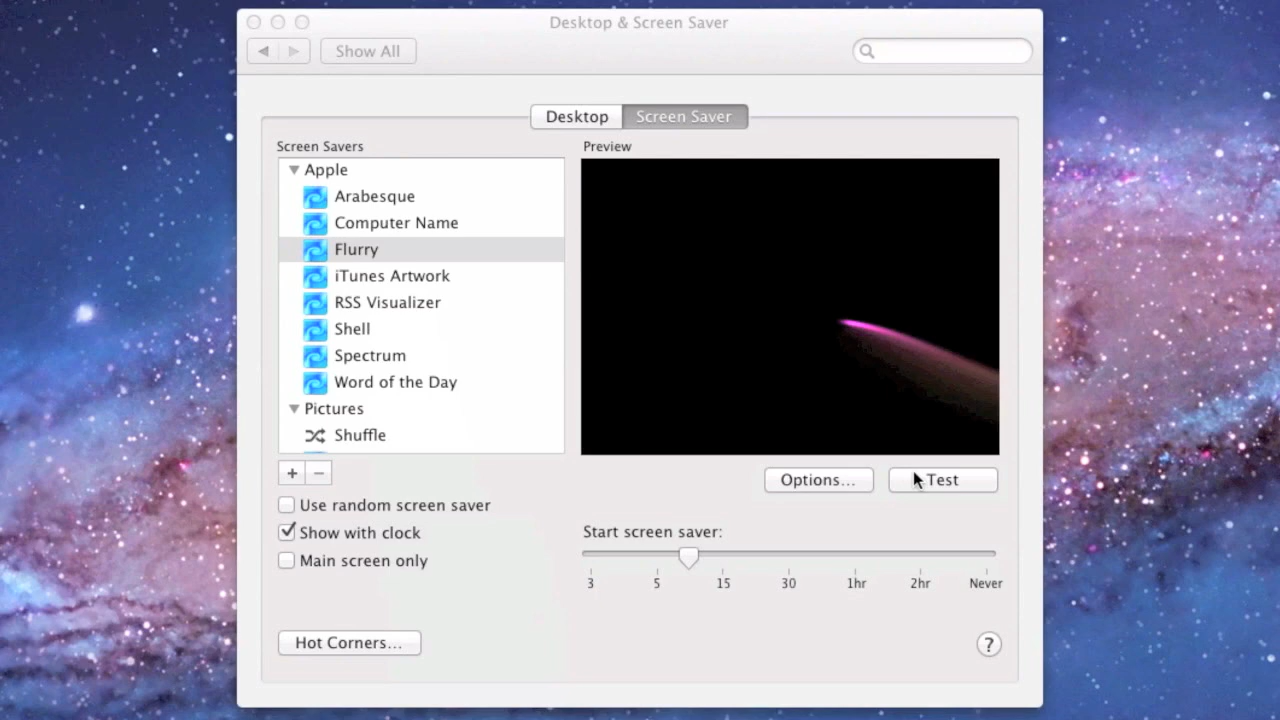 Desktop & Screen Saver
Show All
Desktop Screen Saver
Screen Savers
Preview
Apple
Arabesque
Computer Name
Flurry
iTunes Artwork
RSS Visualizer
Shell
Spectrum
Word of the Day
Pictures
Shuffle
+ −
Options... Test
Use random screen saver
Show with clock
Main screen only
Start screen saver:
3 5 15 30 1hr 2hr Never
Hot Corners...
?